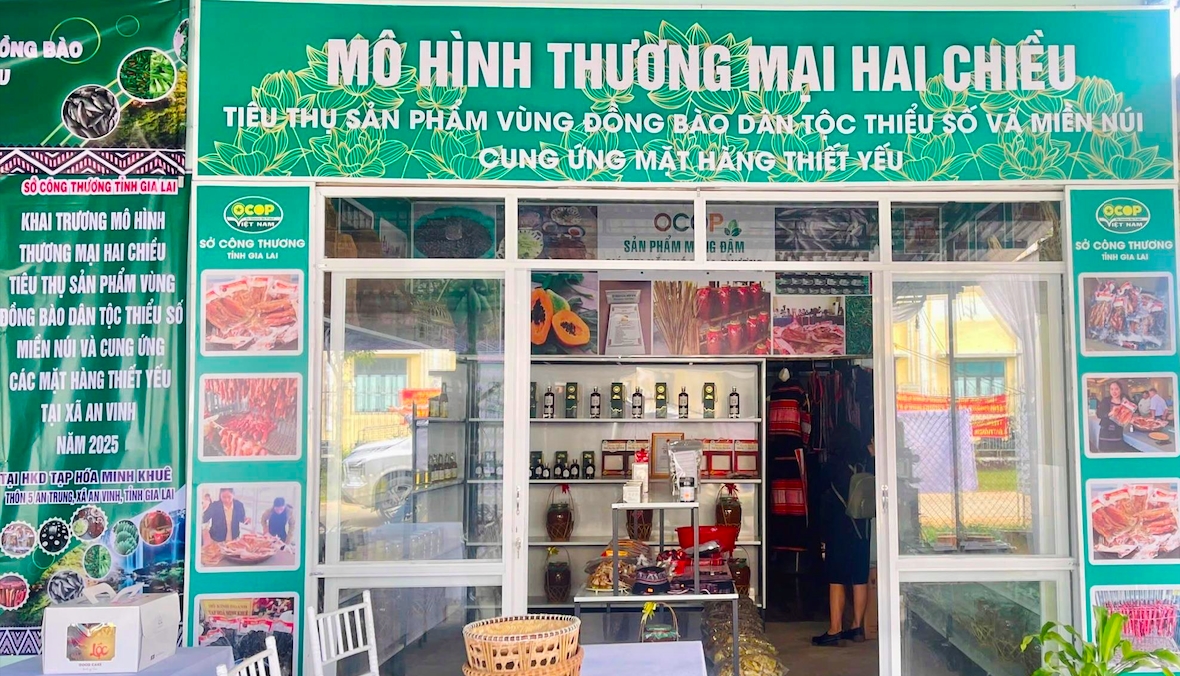 ỒNG BÀO
U
SỞ CÔNG THƯƠNG TỈNH GIA LAI
KHAI TRƯƠNG MÔ HÌNH
THƯƠNG MẠI HAI CHIỀU
TIÊU THỤ SẢN PHẨM VÙNG
ĐỒNG BÀO DÂN TỘC THIỂU SỐ
MIỀN NÚI VÀ CUNG ỨNG
CÁC MẶT HÀNG THIẾT YẾU
TẠI XÃ AN VINH
NĂM 2025
TẠI HKD TẠP HÓA MINH KHUÊ
THÔN 5 AN TRUNG, XÃ AN VINH, TỈNH GIA LAI
Lộc
MÔ HÌNH THƯƠNG MẠI HAI CHIỀU
TIÊU THỤ SẢN PHẨM VÙNG ĐỒNG BÀO DÂN TỘC THIỂU SỐ VÀ MIỀN NÚI
CUNG ỨNG MẶT HÀNG THIẾT YẾU
OCOP
VIỆT NAM
SỞ CÔNG THƯƠNG
TỈNH GIA LAI
OCOP
SẢN PHẨM MANG ĐẬM
OCOP
VIỆT NAM
SỞ CÔNG THƯƠNG
TỈNH GIA LAI